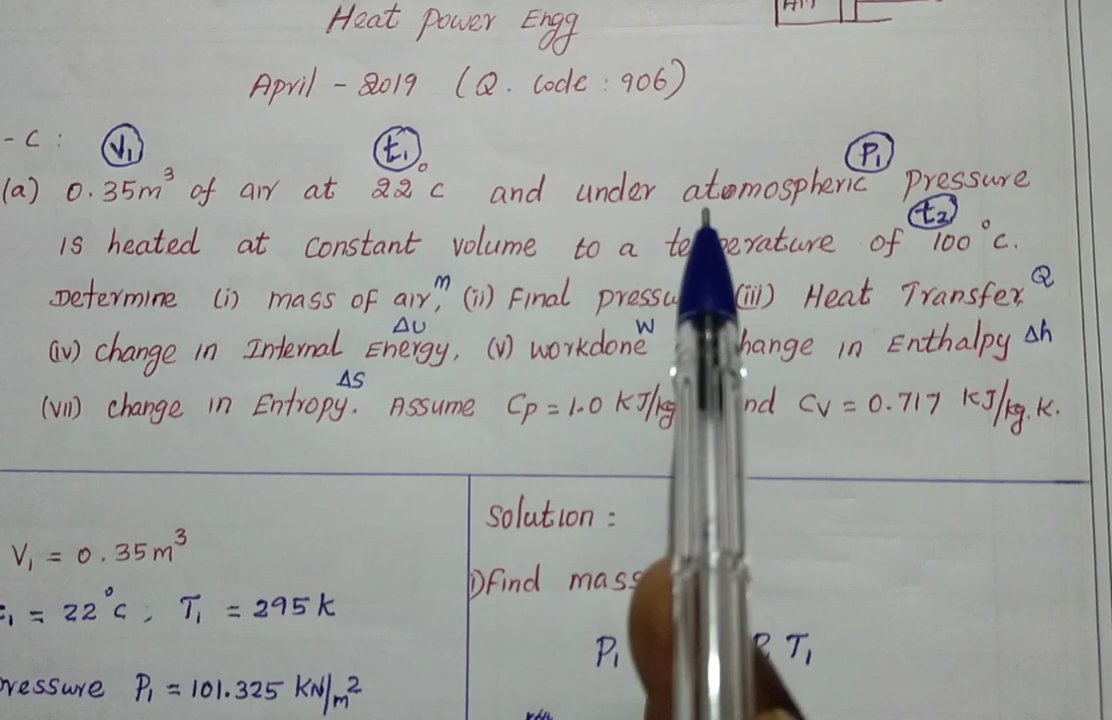 Heat Power Engg
April - 2019 (Q. Code : 906)
- C :
V1 t1 P1
(a) 0.35m³ of air at 22°C and under atomospheric pressure
t2
is heated at constant volume to a te perature of 100°C.
Determine (i) mass of air, m (ii) Final pressu (iii) Heat Transfer, Q
ΔU W
(iv) change in Internal Energy, (v) workdone hange in Enthalpy Δh
ΔS
(vii) change in Entropy. Assume Cp = 1.0 KJ/kg nd Cv = 0.717 KJ/kg.K.
V1 = 0.35m³
= 22°C, T1 = 295 k
ressure P1 = 101.325 KN/m²
Solution :
i) Find mass
P1 T1